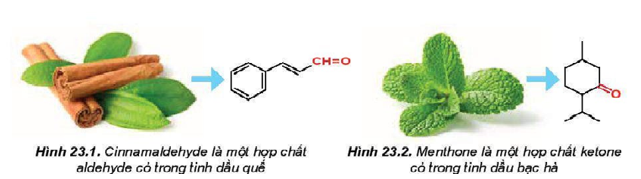 CH=O
O
Hình 23.1. Cinnamaldehyde là một hợp chất
aldehyde có trong tinh dầu quế
Hình 23.2. Menthone là một hợp chất ketone
có trong tinh dầu bạc hà